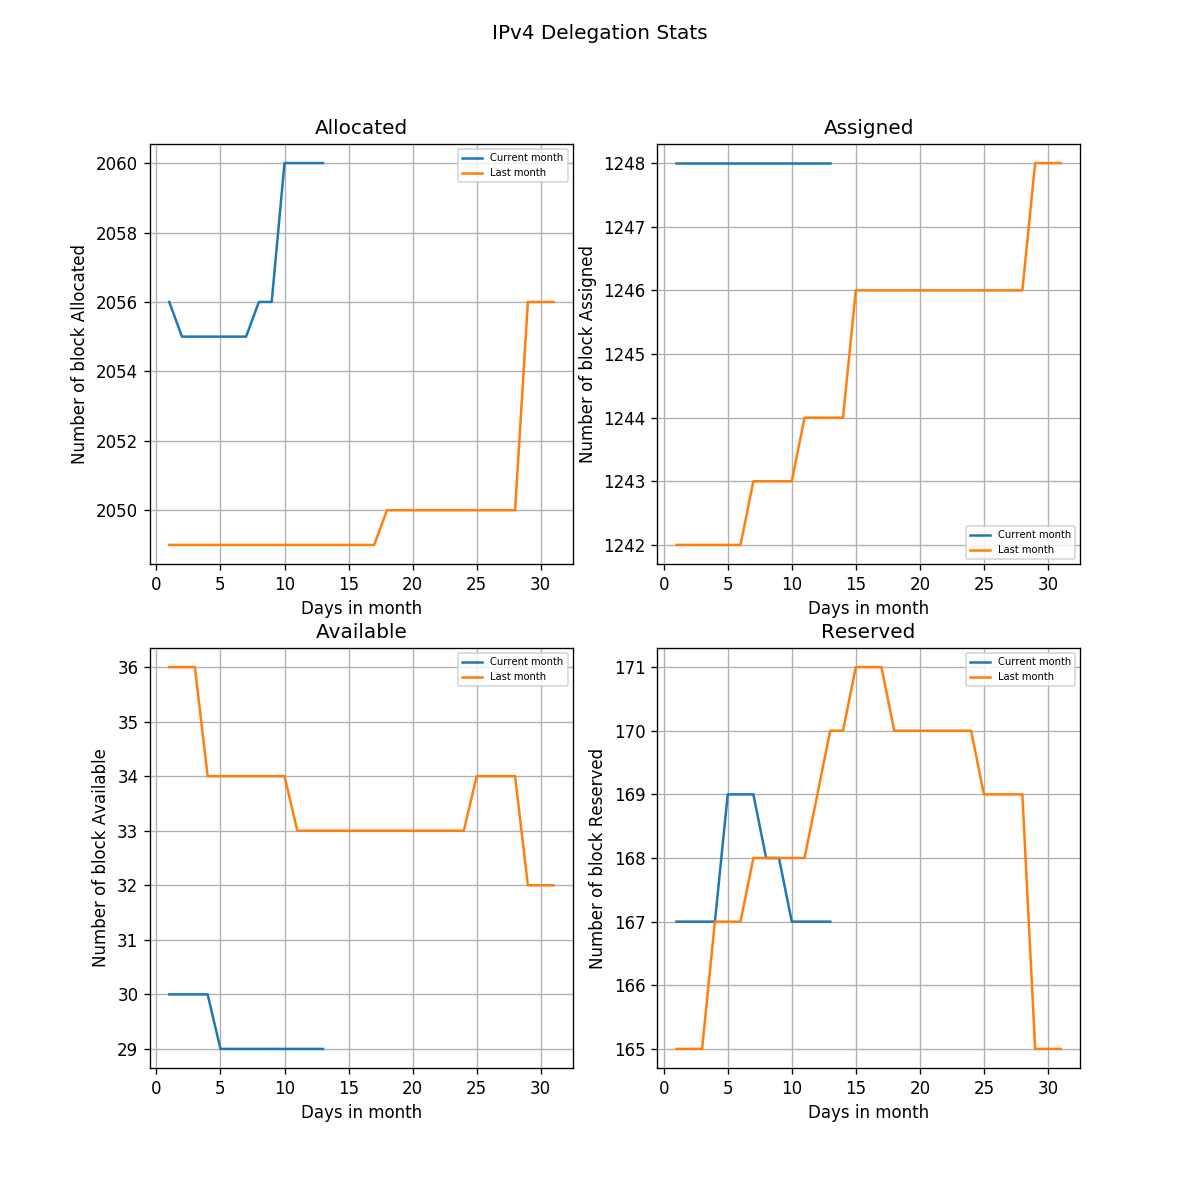 IPv4 Delegation Stats
Allocated
Number of block Allocated
2060
2058
2056
2054
2052
2050
0 5 10 15 20 25 30
Days in month
Current month
Last month
Assigned
Number of block Assigned
1248
1247
1246
1245
1244
1243
1242
0 5 10 15 20 25 30
Days in month
Current month
Last month
Available
Number of block Available
36
35
34
33
32
31
30
29
0 5 10 15 20 25 30
Days in month
Current month
Last month
Reserved
Number of block Reserved
171
170
169
168
167
166
165
0 5 10 15 20 25 30
Days in month
Current month
Last month